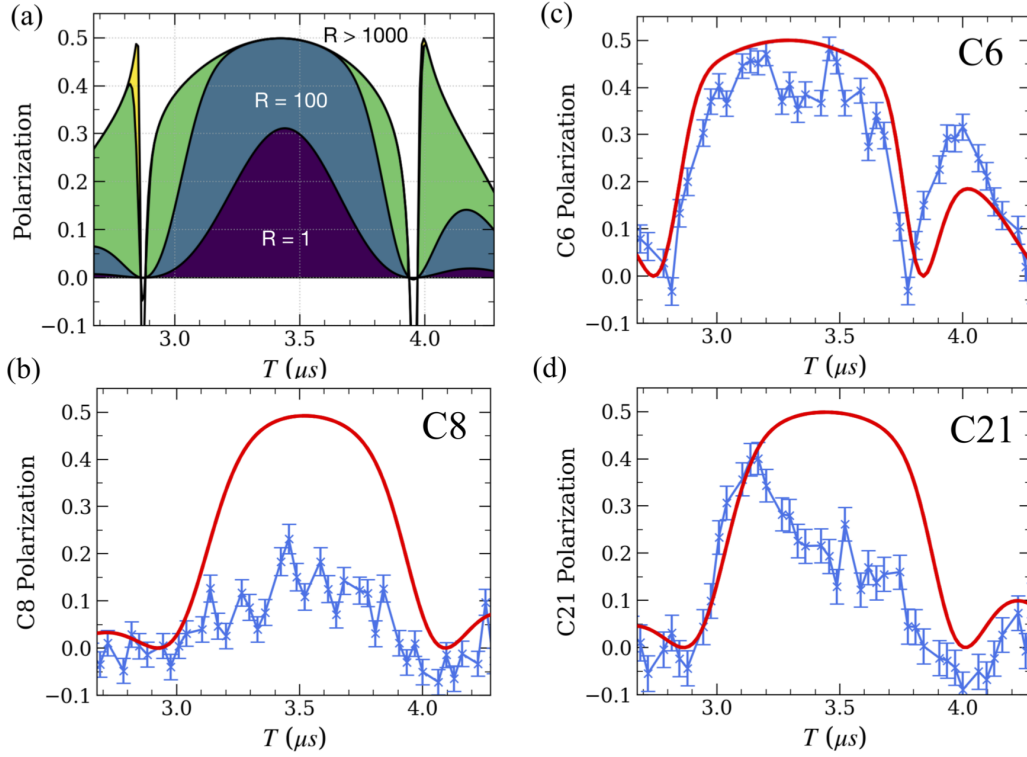 (a)
Polarization
0.5
0.4
0.3
0.2
0.1
0.0
−0.1
R > 1000
R = 100
R = 1
3.0 3.5 4.0
T (μs)
(c)
C6 Polarization
0.5
0.4
0.3
0.2
0.1
0.0
−0.1
C6
3.0 3.5 4.0
T (μs)
(b)
C8 Polarization
0.5
0.4
0.3
0.2
0.1
0.0
−0.1
C8
3.0 3.5 4.0
T (μs)
(d)
C21 Polarization
0.5
0.4
0.3
0.2
0.1
0.0
−0.1
C21
3.0 3.5 4.0
T (μs)